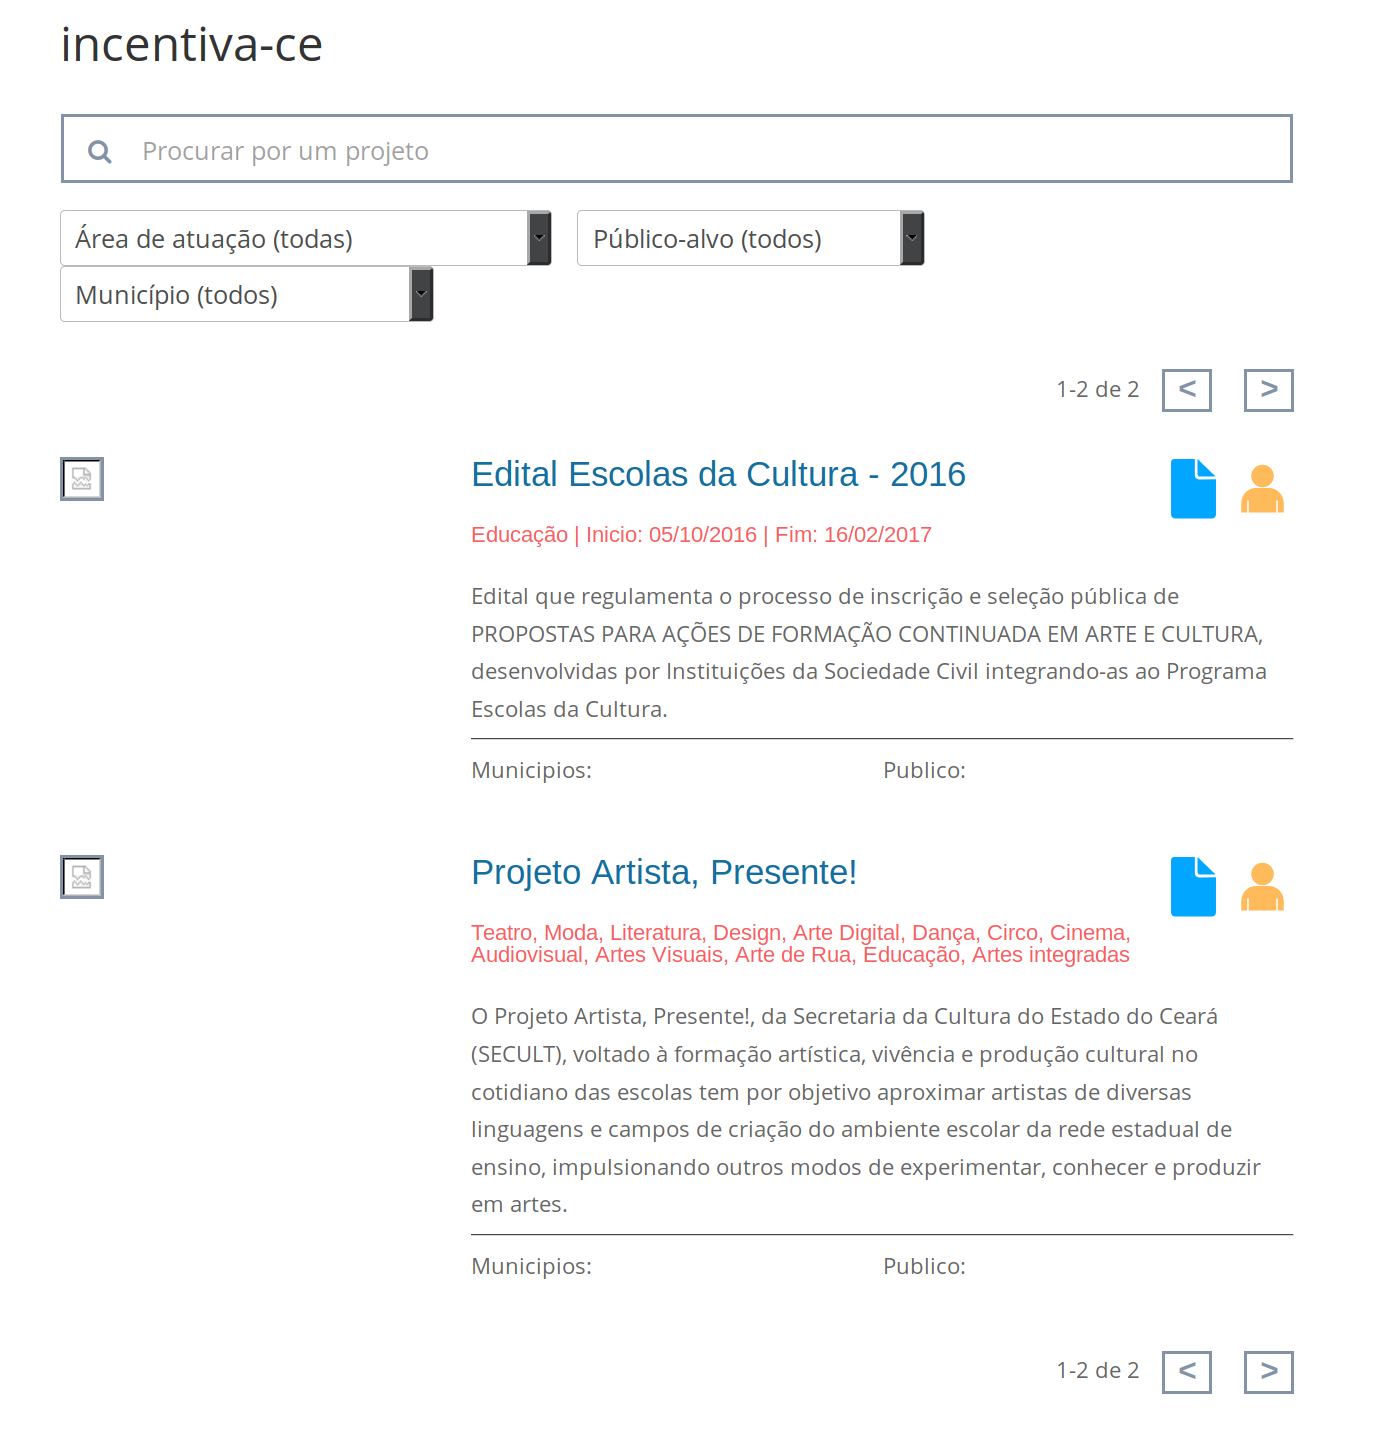 incentiva-ce
Procurar por um projeto
Área de atuação (todas) Público-alvo (todos)
Município (todos)
1-2 de 2 < >
Edital Escolas da Cultura - 2016
Educação | Inicio: 05/10/2016 | Fim: 16/02/2017
Edital que regulamenta o processo de inscrição e seleção pública de
PROPOSTAS PARA AÇÕES DE FORMAÇÃO CONTINUADA EM ARTE E CULTURA,
desenvolvidas por Instituições da Sociedade Civil integrando-as ao Programa
Escolas da Cultura.
Municipios: Publico:
Projeto Artista, Presente!
Teatro, Moda, Literatura, Design, Arte Digital, Dança, Circo, Cinema,
Audiovisual, Artes Visuais, Arte de Rua, Educação, Artes integradas
O Projeto Artista, Presente!, da Secretaria da Cultura do Estado do Ceará
(SECULT), voltado à formação artística, vivência e produção cultural no
cotidiano das escolas tem por objetivo aproximar artistas de diversas
linguagens e campos de criação do ambiente escolar da rede estadual de
ensino, impulsionando outros modos de experimentar, conhecer e produzir
em artes.
Municipios: Publico:
1-2 de 2 < >